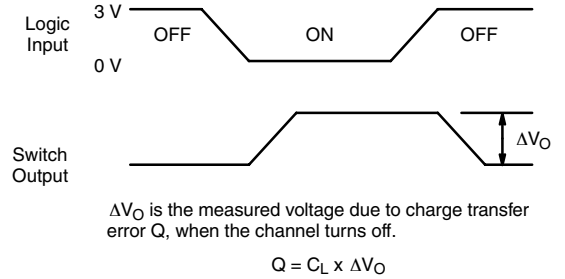 Logic
Input
3 V
0 V
OFF
ON
OFF
Switch
Output
ΔVO
ΔVO is the measured voltage due to charge transfer
error Q, when the channel turns off.
Q = CL x ΔVO